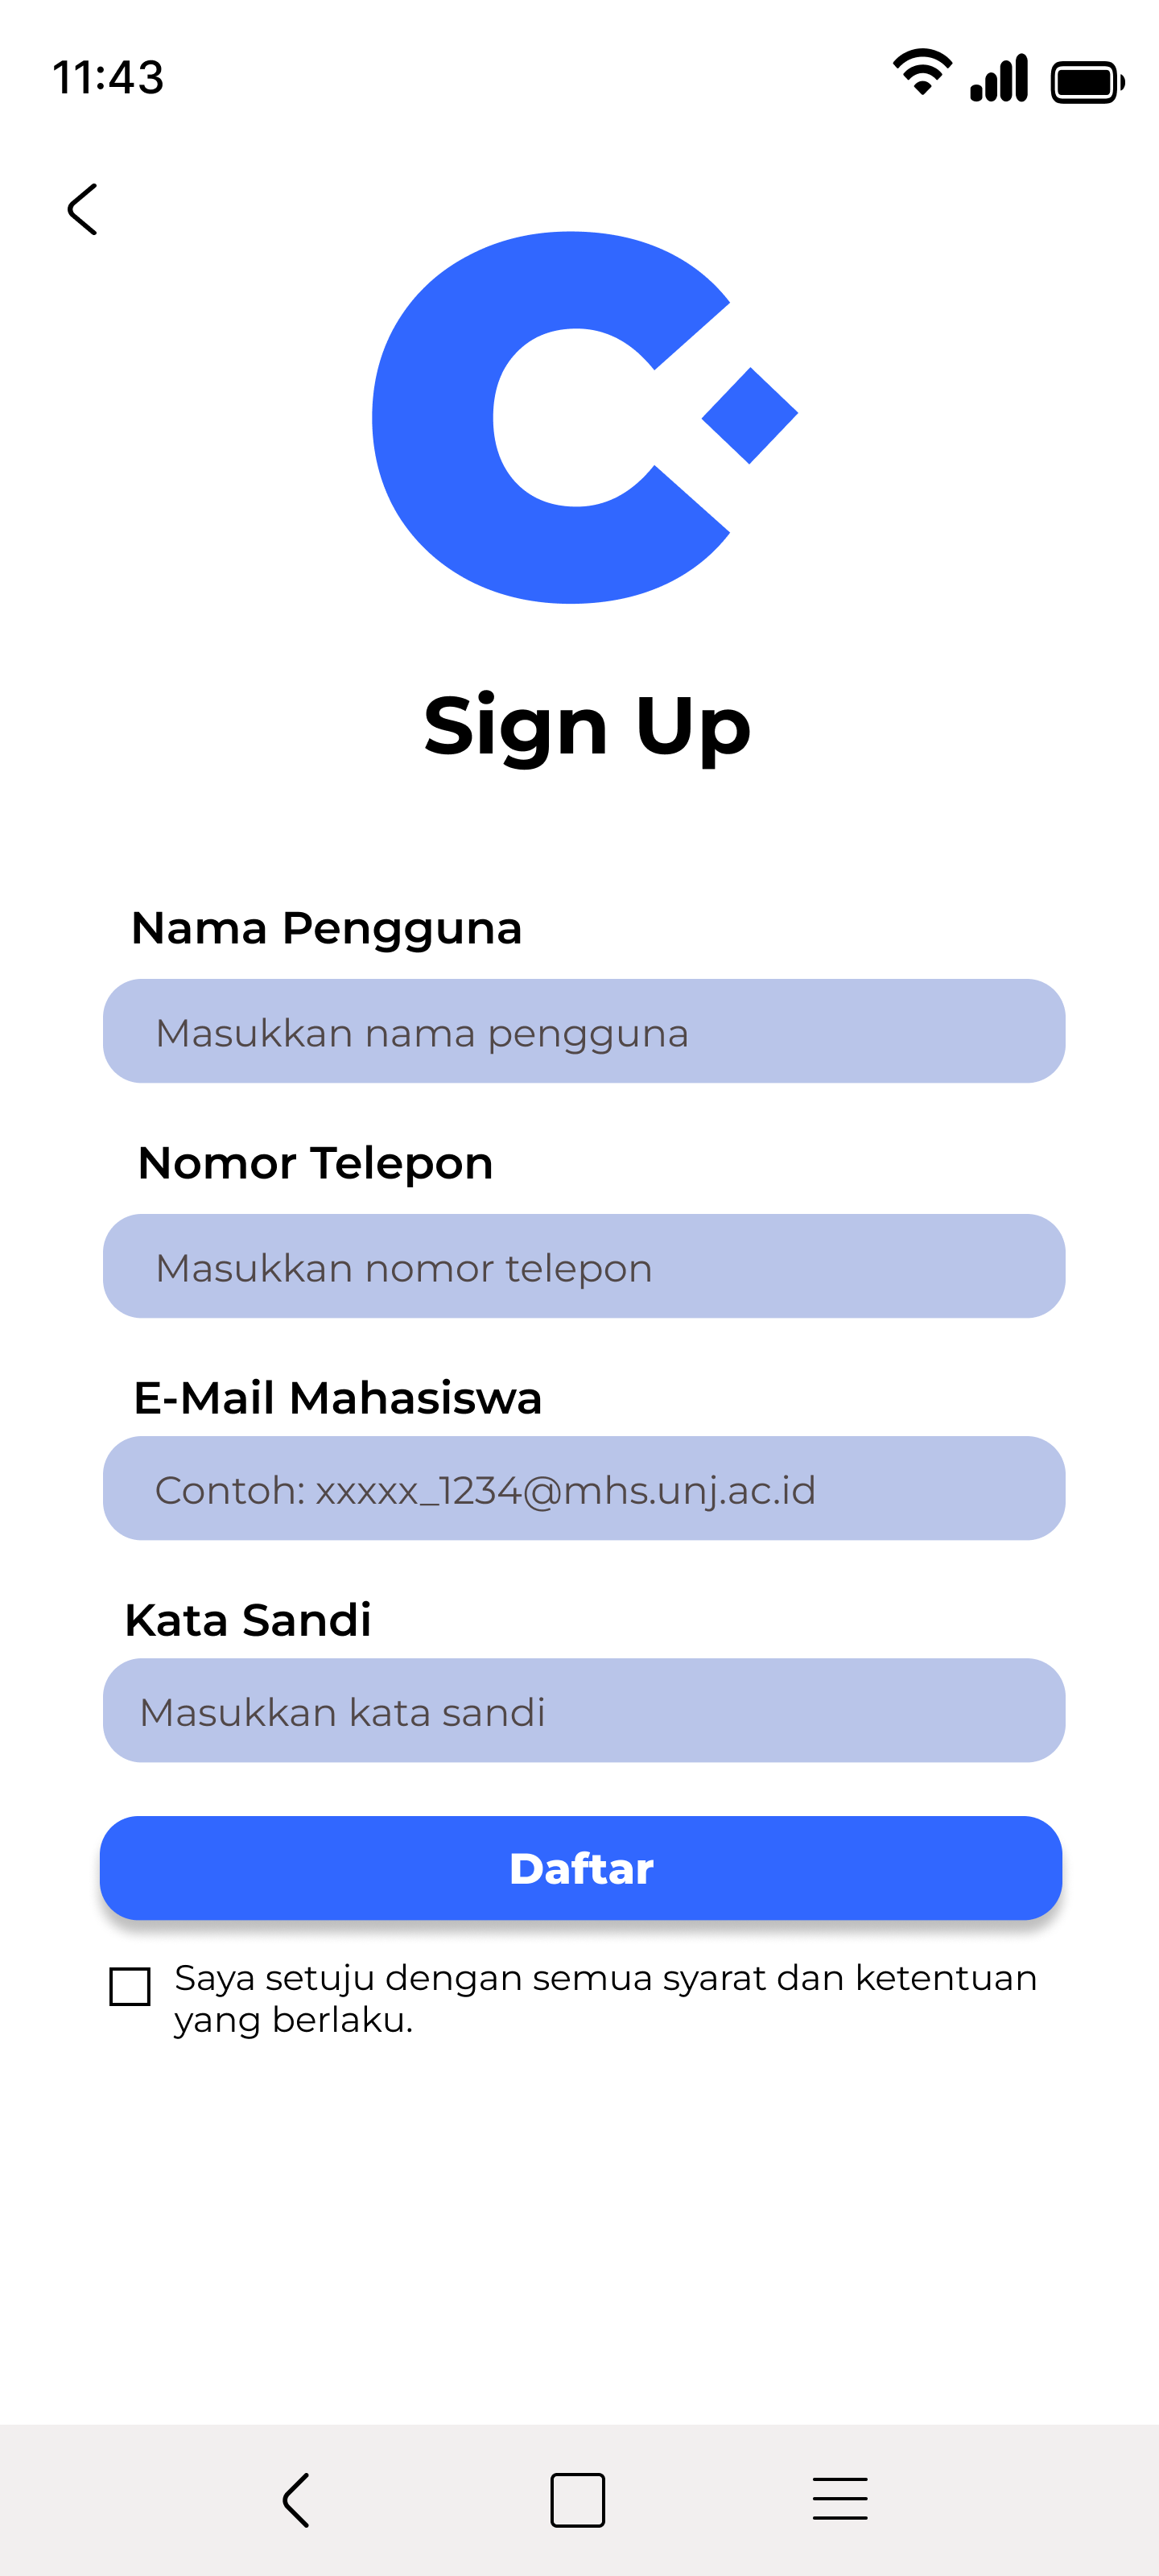 11:43
Sign Up
Nama Pengguna
Masukkan nama pengguna
Nomor Telepon
Masukkan nomor telepon
E-Mail Mahasiswa
Contoh: xxxxx_1234@mhs.unj.ac.id
Kata Sandi
Masukkan kata sandi
Daftar
Saya setuju dengan semua syarat dan ketentuan
yang berlaku.